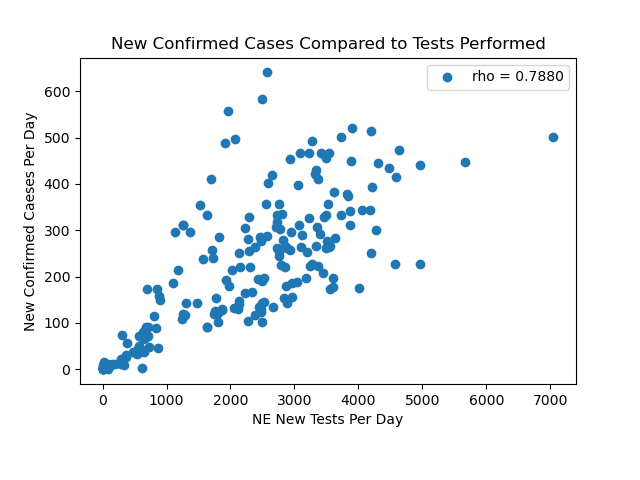 New Confirmed Cases Compared to Tests Performed
rho = 0.7880
New Confirmed Caeses Per Day
600
500
400
300
200
100
0
0 1000 2000 3000 4000 5000 6000 7000
NE New Tests Per Day